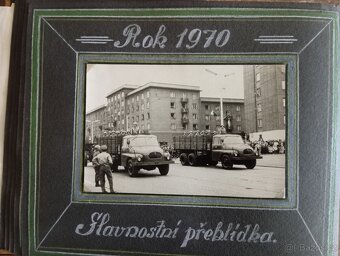 Rok 1970
Slavnostní přehlídka.